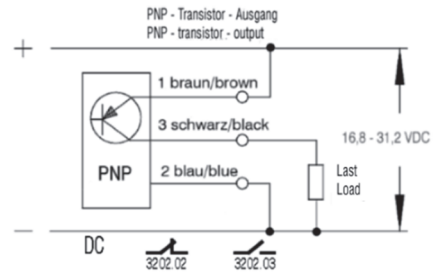 PNP - Transistor - Ausgang
PNP - transistor - output
+
1 braun/brown
3 schwarz/black
16,8 - 31,2 VDC
PNP
2 blau/blue
Last
Load
—
DC
3202.02
3202.03